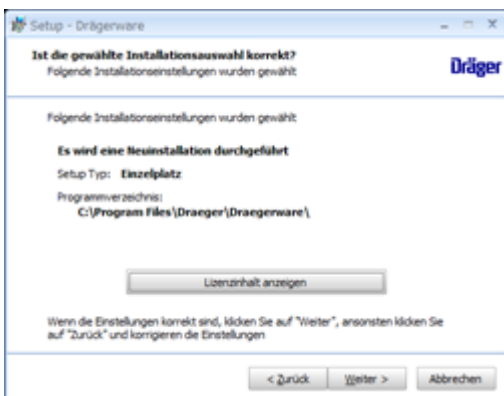 Setup - Drägerware
Ist die gewählte Installationsauswahl korrekt?
Folgende Installationseinstellungen wurden gewählt
Dräger
Folgende Installationseinstellungen wurden gewählt
Es wird eine Neuinstallation durchgeführt
Setup Typ: Einzelplatz
Programmverzeichnis:
C:\Program Files\Draeger\Draegerware\
Lizenzinhalt anzeigen
Wenn die Einstellungen korrekt sind, klicken Sie auf "Weiter", ansonsten klicken Sie
auf "Zurück" und korrigieren die Einstellungen
< Zurück Weiter > Abbrechen